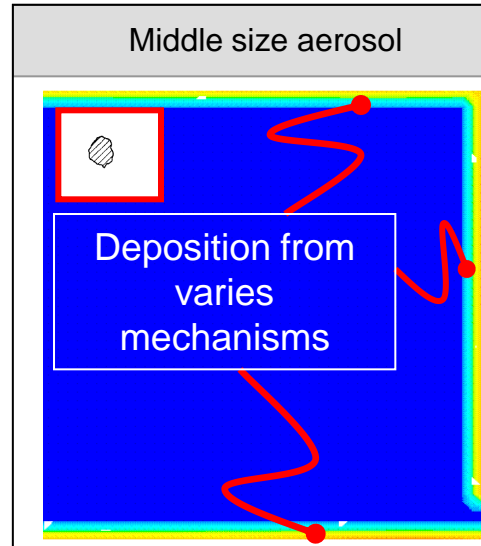 Middle size aerosol
Deposition from
varies
mechanisms